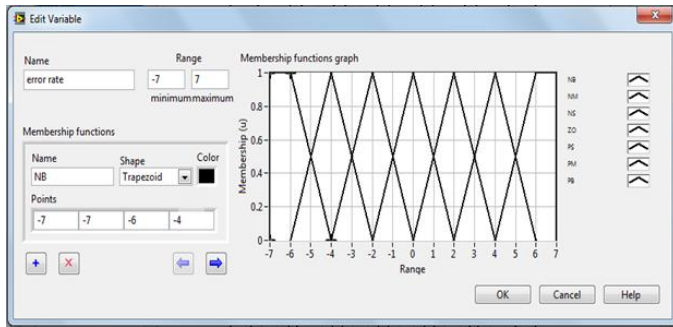 Edit Variable
Name
Range
error rate
-7
7
minimum maximum
Membership functions
Name
Shape
Color
NB
Trapezoid
Points
-7
-7
-6
-4
Membership functions graph
Membership (u)
1
0.8
0.6
0.4
0.2
0
-7 -6 -5 -4 -3 -2 -1 0 1 2 3 4 5 6 7
Range
NB
NM
NS
ZO
PS
PM
PB
OK
Cancel
Help